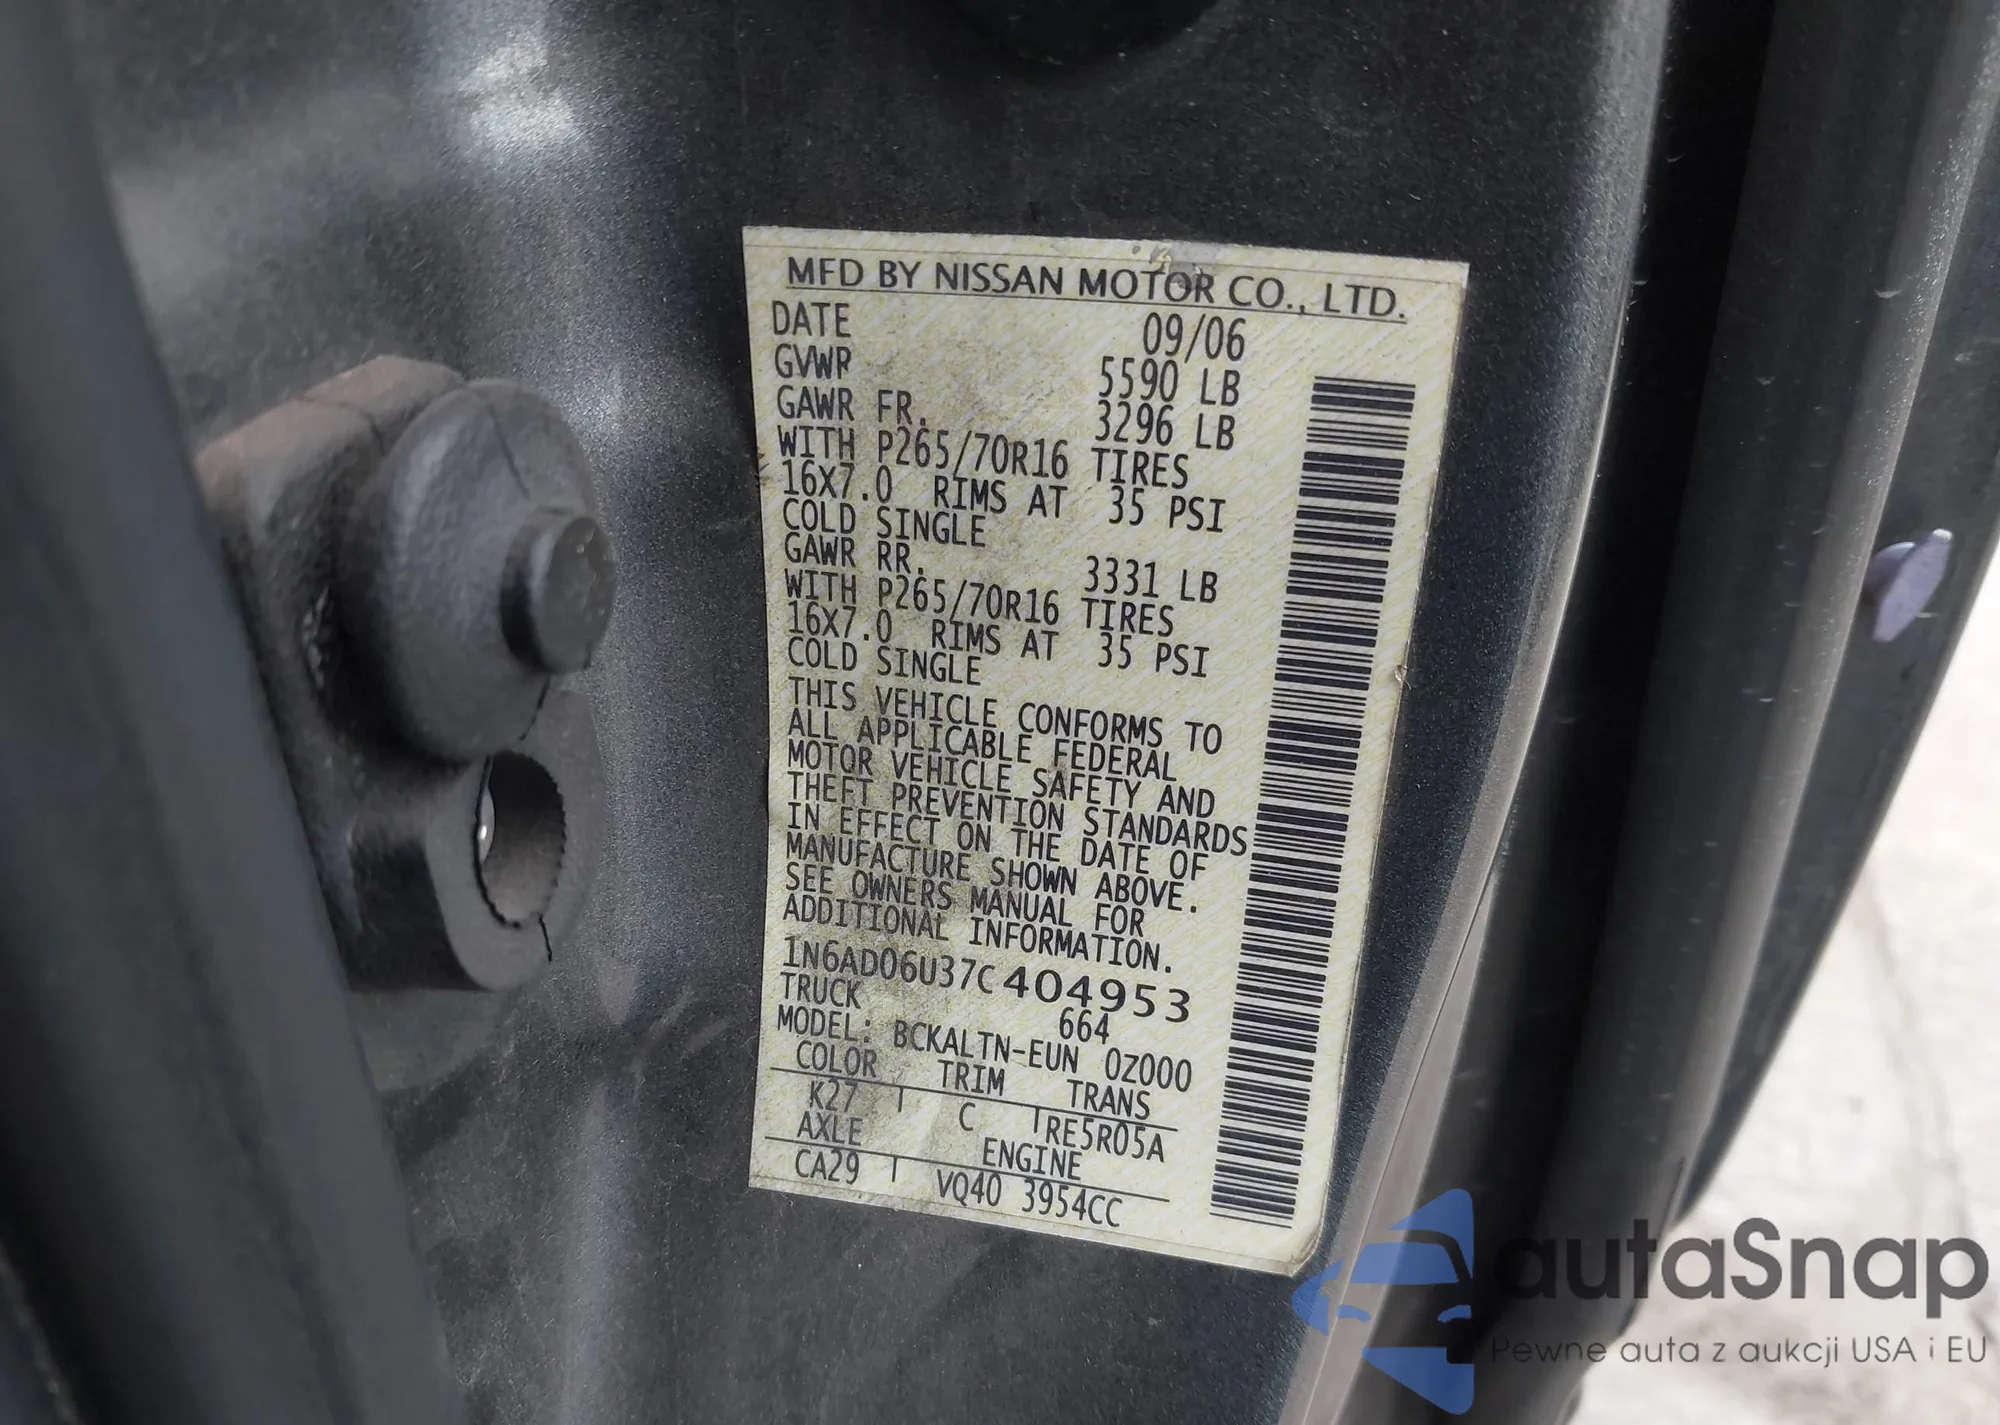 MFD BY NISSAN MOTOR CO., LTD.
DATE 09/06
GVWR 5590 LB
GAWR FR. 3296 LB
WITH P265/70R16 TIRES
16X7.0 RIMS AT 35 PSI
COLD SINGLE
GAWR RR. 3331 LB
WITH P265/70R16 TIRES
16X7.0 RIMS AT 35 PSI
COLD SINGLE
THIS VEHICLE CONFORMS TO
ALL APPLICABLE FEDERAL
MOTOR VEHICLE SAFETY AND
THEFT PREVENTION STANDARDS
IN EFFECT ON THE DATE OF
MANUFACTURE SHOWN ABOVE.
SEE OWNERS MANUAL FOR
ADDITIONAL INFORMATION.
1N6AD06U37C404953
TRUCK 664
MODEL: BCKALTN-EUN 0Z000
COLOR TRIM TRANS
K27 C RE5R05A
AXLE ENGINE
CA29 VQ40 3954CC
autaSnap
Pewne auta z aukcji USA i EU